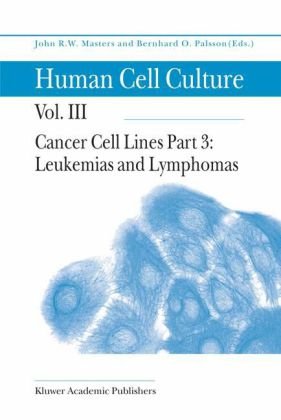 John R.W. Masters and Bernhard O. Palsson(Eds.)
Human Cell Culture
Vol. III
Cancer Cell Lines Part 3:
Leukemias and Lymphomas
Kluwer Academic Publishers